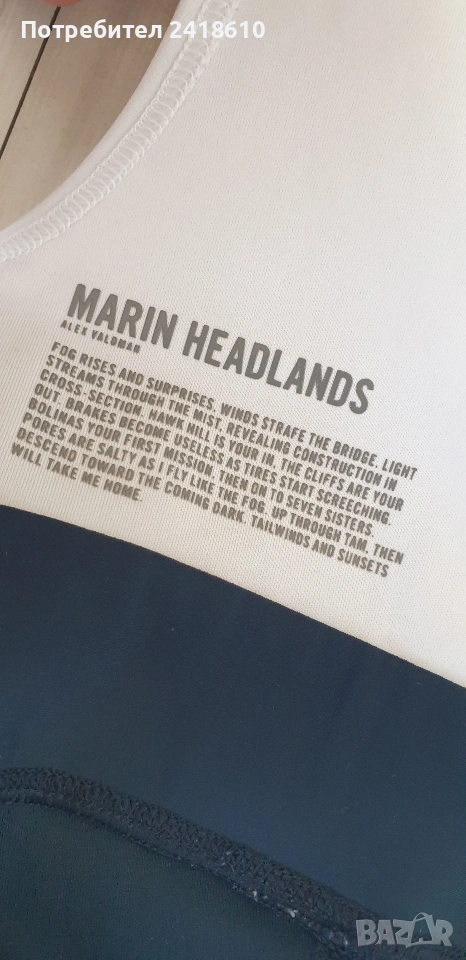 Потребител 2418610
MARIN HEADLANDS
ALEX VALDMAN
FOG RISES AND SURPRISES. WINDS STRAFE THE BRIDGE. LIGHT
STREAMS THROUGH THE MIST. REVEALING CONSTRUCTION IN
CROSS-SECTION. HAWK HILL IS YOUR IN. THE CLIFFS ARE YOUR
OUT. BRAKES BECOME USELESS AS TIRES START SCREECHING.
BOLINAS YOUR FIRST MISSION. THEN ON TO SEVEN SISTERS.
PORES ARE SALTY AS I FLY LIKE THE FOG. UP THROUGH TAM. THEN
DESCEND TOWARD THE COMING DARK. TAILWINDS AND SUNSETS
WILL TAKE ME HOME.
BAZAR